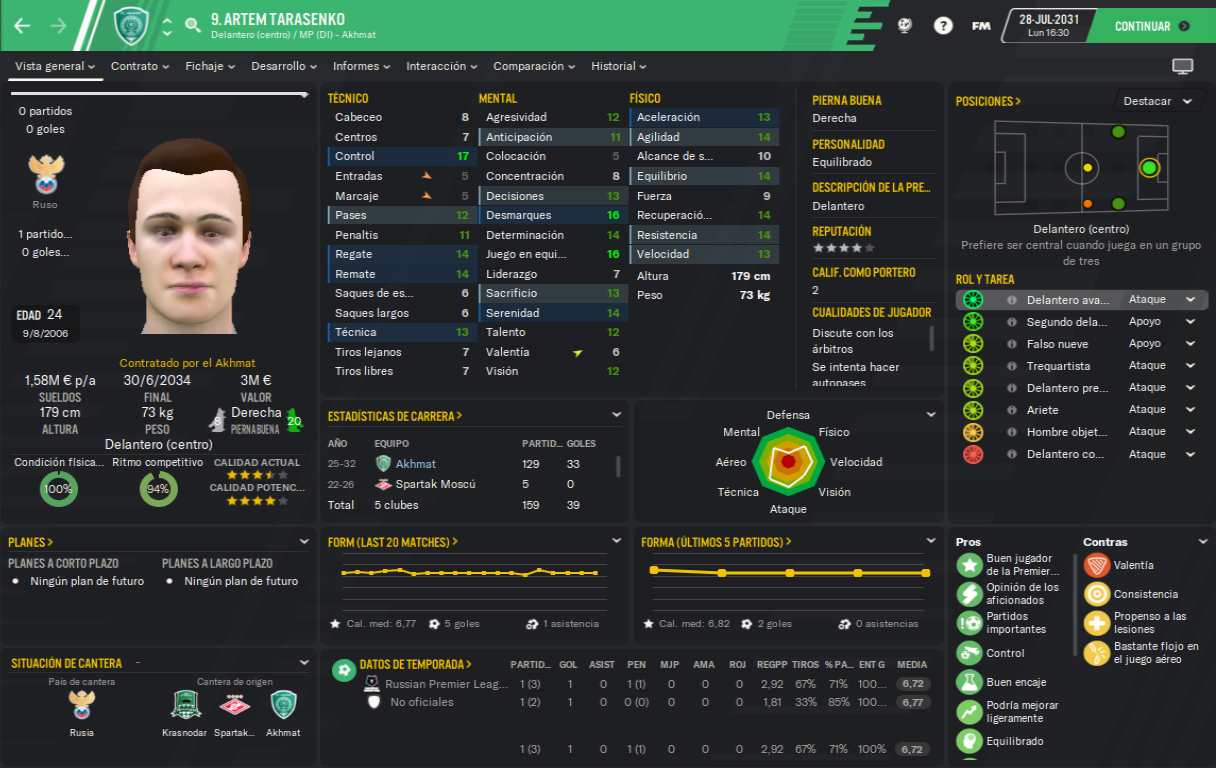 9. ARTEM TARASENKO
Delantero (centro) / MP (DI) - Akhmat
FM
28-JUL-2031
Lun 16:30
CONTINUAR
Vista general
Contrato
Fichaje
Desarrollo
Informes
Interacción
Comparación
Historial
0 partidos
0 goles
Ruso
1 partido...
0 goles...
EDAD 24
9/8/2006
Contratado por el Akhmat
1,58M € p/a
30/6/2034
3M €
SUELDOS
FINAL
VALOR
179 cm
73 kg
8
Derecha
20
ALTURA
PESO
PIERNA BUENA
Delantero (centro)
Condición física...
Ritmo competitivo
CALIDAD ACTUAL
100%
94%
CALIDAD POTENC...
TÉCNICO
Cabeceo 8
Centros 7
Control 17
Entradas 5
Marcaje 5
Pases 12
Penaltis 11
Regate 14
Remate 14
Saques de es... 6
Saques largos 6
Técnica 13
Tiros lejanos 7
Tiros libres 7
MENTAL
Agresividad 12
Anticipación 11
Colocación 5
Concentración 8
Decisiones 13
Desmarques 16
Determinación 14
Juego en equi... 16
Liderazgo 7
Sacrificio 13
Serenidad 14
Talento 12
Valentía 6
Visión 12
FÍSICO
Aceleración 13
Agilidad 14
Alcance de s... 10
Equilibrio 14
Fuerza 9
Recuperació... 14
Resistencia 14
Velocidad 13
Altura 179 cm
Peso 73 kg
PIERNA BUENA
Derecha
PERSONALIDAD
Equilibrado
DESCRIPCIÓN DE LA PRE...
Delantero
REPUTACIÓN
CALIF. COMO PORTERO
2
CUALIDADES DE JUGADOR
Discute con los
árbitros
Se intenta hacer
autopases
POSICIONES >
Destacar
Delantero (centro)
Prefiere ser central cuando juega en un grupo
de tres
ROL Y TAREA
Delantero ava... Ataque
Segundo dela... Apoyo
Falso nueve Apoyo
Trequartista Ataque
Delantero pre... Ataque
Ariete Ataque
Hombre objet... Ataque
Delantero co... Ataque
ESTADÍSTICAS DE CARRERA >
AÑO EQUIPO PARTID... GOLES
25-32 Akhmat 129 33
22-26 Spartak Moscú 5 0
Total 5 clubes 159 39
Defensa
Mental
Físico
Aéreo
Velocidad
Técnica
Visión
Ataque
PLANES >
PLANES A CORTO PLAZO
PLANES A LARGO PLAZO
Ningún plan de futuro
Ningún plan de futuro
FORM (LAST 20 MATCHES) >
Cal. med: 6,77
5 goles
1 asistencia
FORMA (ÚLTIMOS 5 PARTIDOS) >
Cal. med: 6,82
2 goles
0 asistencias
Pros
Buen jugador
de la Premier...
Opinión de los
aficionados
Partidos
importantes
Control
Buen encaje
Podría mejorar
ligeramente
Equilibrado
Contras
Valentía
Consistencia
Propenso a las
lesiones
Bastante flojo en
el juego aéreo
SITUACIÓN DE CANTERA -
País de cantera
Cantera de origen
Rusia
Krasnodar
Spartak...
Akhmat
DATOS DE TEMPORADA > PARTID... GOL ASIST PEN MJP AMA ROJ REGPP TIROS % PA... ENT G MEDIA
Russian Premier Leag... 1 (3) 1 0 1 (1) 0 0 0 2,92 67% 71% 100... 6,72
No oficiales 1 (2) 1 0 0 (0) 0 0 0 1,81 33% 85% 100... 6,77
1 (3) 1 0 1 (1) 0 0 0 2,92 67% 71% 100% 6,72